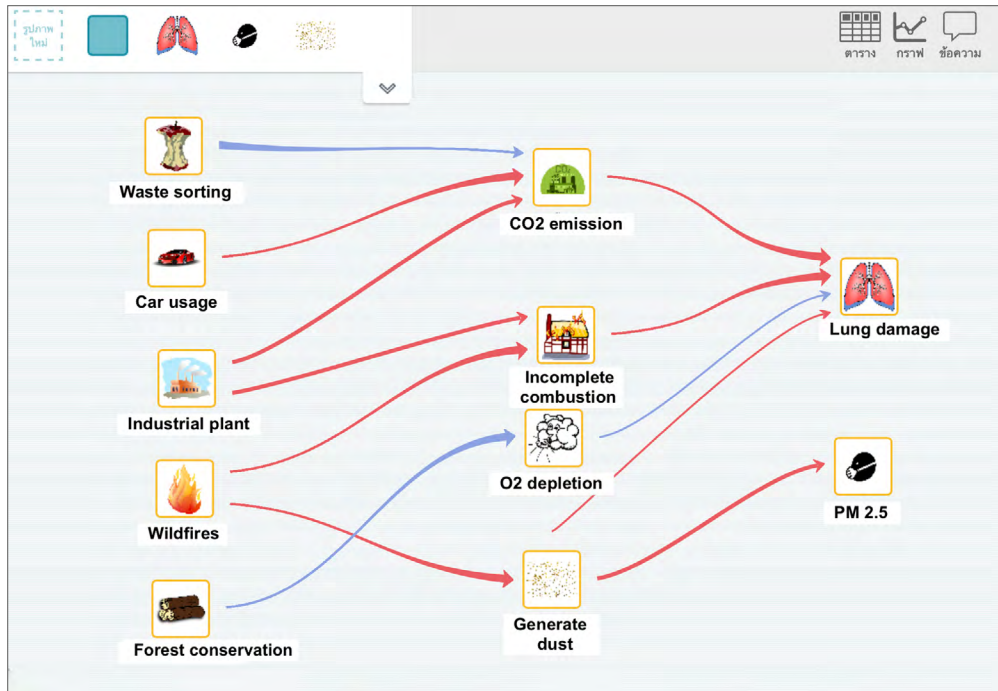 รูปภาพ
ใหม่
ตาราง
กราฟ
ข้อความ
Waste sorting
CO2 emission
Car usage
Lung damage
Incomplete
combustion
Industrial plant
O2 depletion
PM 2.5
Wildfires
Generate
dust
Forest conservation